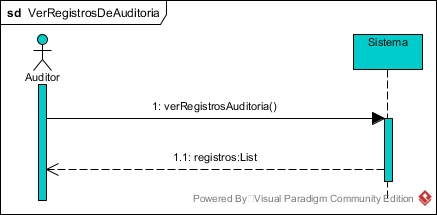 sd VerRegistrosDeAuditoria
Sistema
Auditor
1: verRegistrosAuditoria()
1.1: registros:List
Powered By Visual Paradigm Community Edition